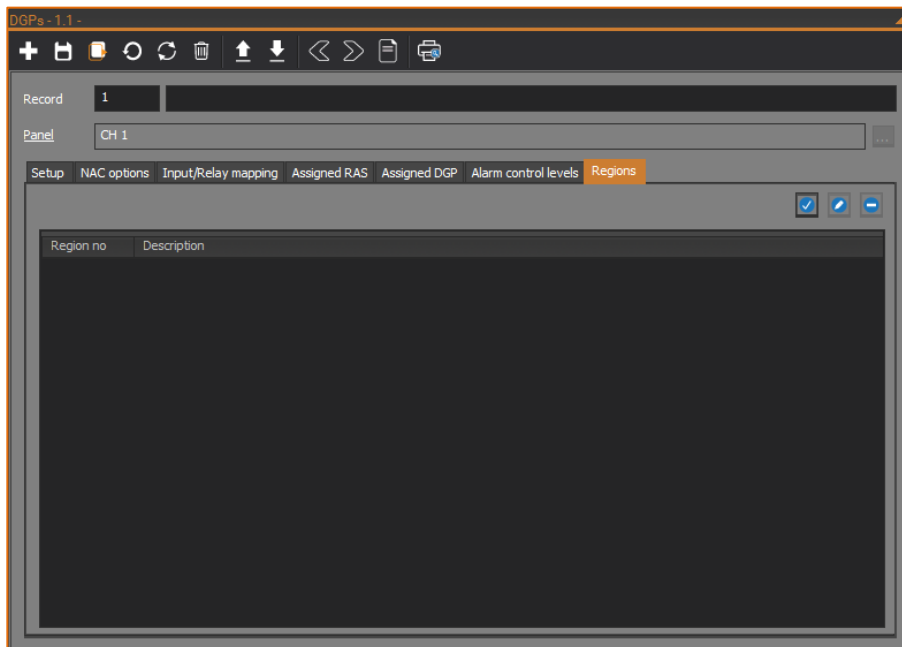 DGPs - 1.1 -
Record 1
Panel CH 1 ...
Setup NAC options Input/Relay mapping Assigned RAS Assigned DGP Alarm control levels Regions
Region no Description